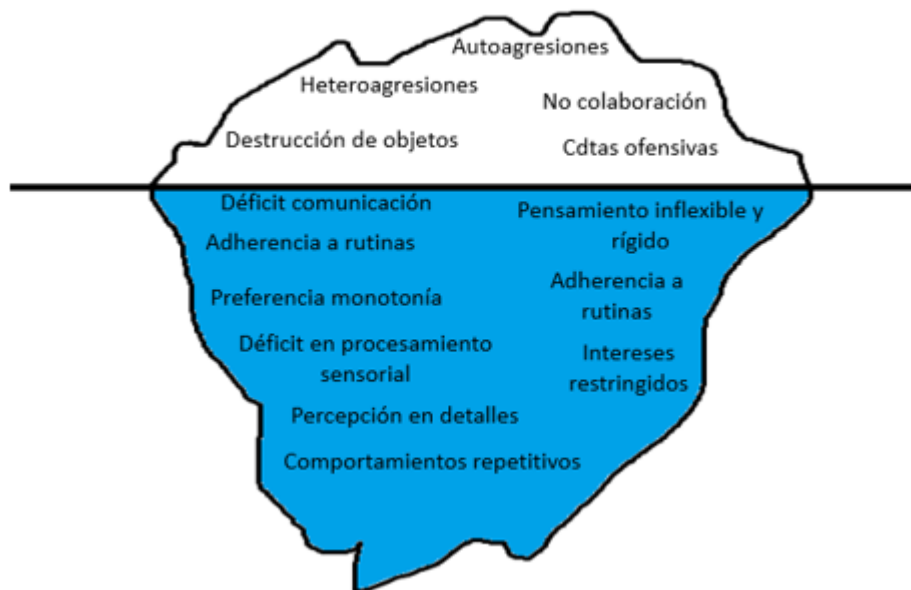 Autoagresiones
Heteroagresiones
No colaboración
Destrucción de objetos
Cdtas ofensivas
Déficit comunicación
Pensamiento inflexible y
rígido
Adherencia a rutinas
Adherencia a
rutinas
Preferencia monotonía
Déficit en procesamiento
sensorial
Intereses
restringidos
Percepción en detalles
Comportamientos repetitivos